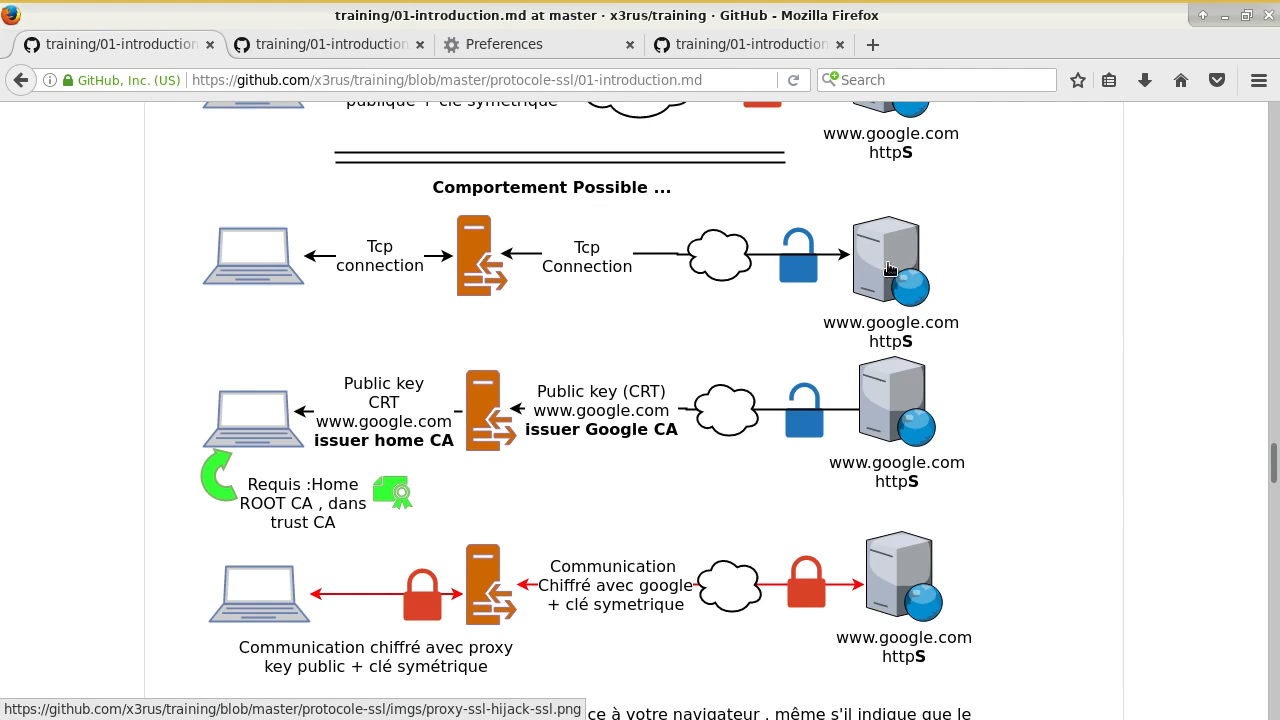 training/01-introduction.md at master · x3rus/training · GitHub - Mozilla Firefox
training/01-introduction
training/01-introduction
Preferences
training/01-introduction
GitHub, Inc. (US)
https://github.com/x3rus/training/blob/master/protocole-ssl/01-introduction.md
Search
publique + clé symétrique
www.google.com
httpS
Comportement Possible ...
Tcp
connection
Tcp
Connection
www.google.com
httpS
Public key
CRT
www.google.com
issuer home CA
Public key (CRT)
www.google.com
issuer Google CA
www.google.com
httpS
Requis :Home
ROOT CA , dans
trust CA
Communication
Chiffré avec google
+ clé symetrique
www.google.com
httpS
Communication chiffré avec proxy
key public + clé symétrique
https://github.com/x3rus/training/blob/master/protocole-ssl/imgs/proxy-ssl-hijack-ssl.png
ce à votre navigateur , même s'il indique que le